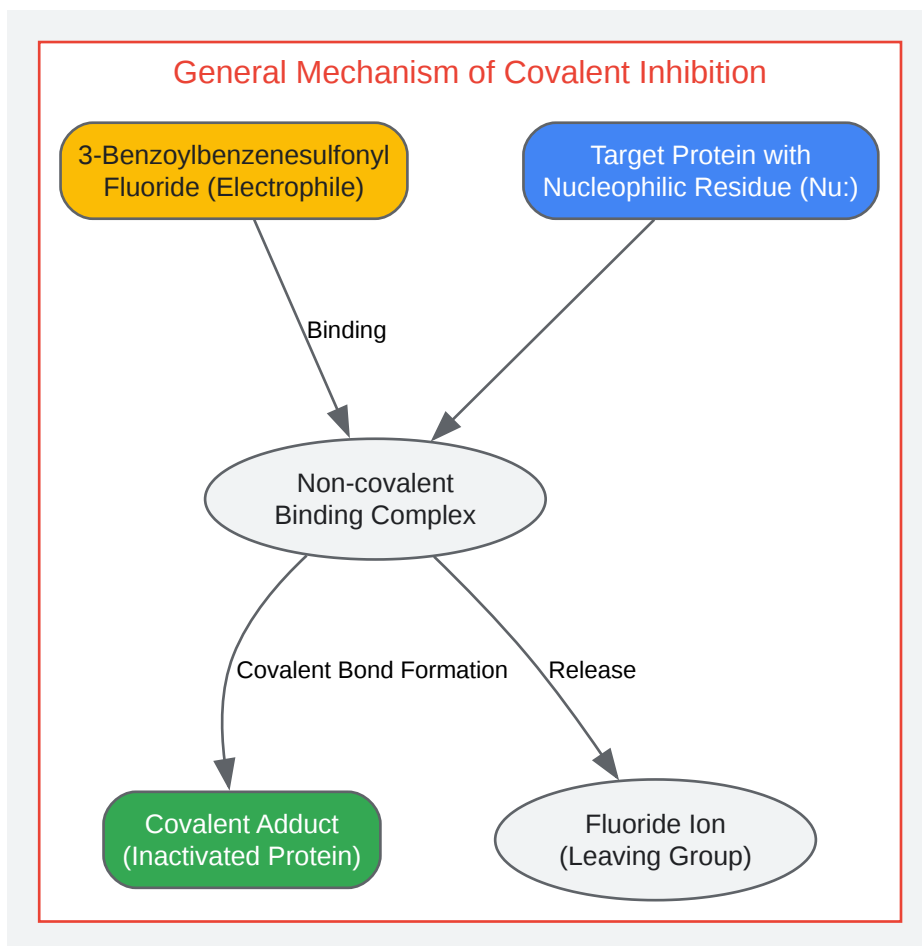 General Mechanism of Covalent Inhibition
3-Benzoylbenzenesulfonyl
Fluoride (Electrophile)
Target Protein with
Nucleophilic Residue (Nu:)
Binding
Non-covalent
Binding Complex
Covalent Bond Formation
Release
Covalent Adduct
(Inactivated Protein)
Fluoride Ion
(Leaving Group)